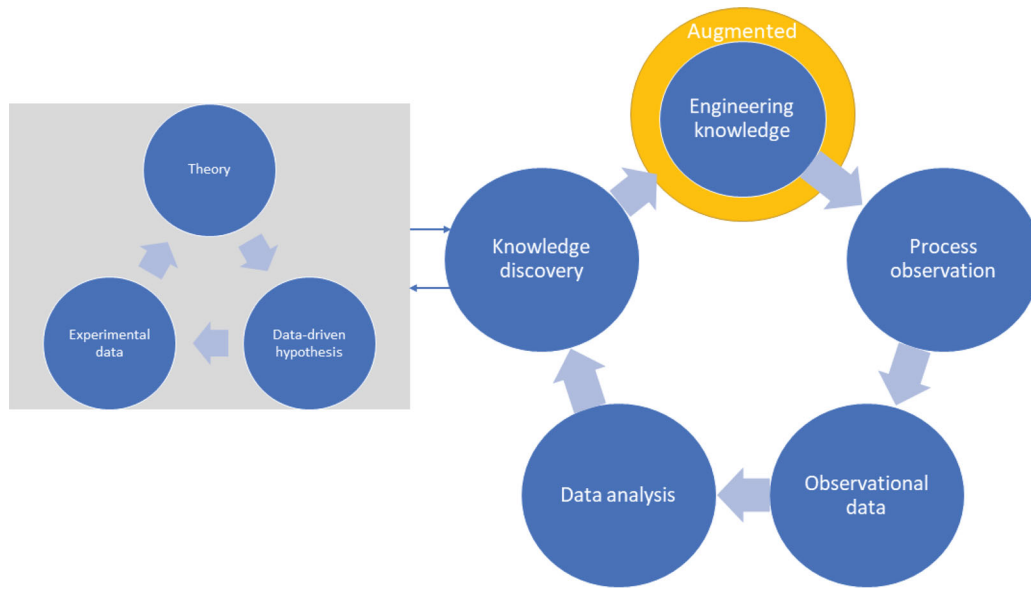 Augmented
Engineering
knowledge
Theory
Knowledge
discovery
Process
observation
Experimental
data
Data-driven
hypothesis
Data analysis
Observational
data